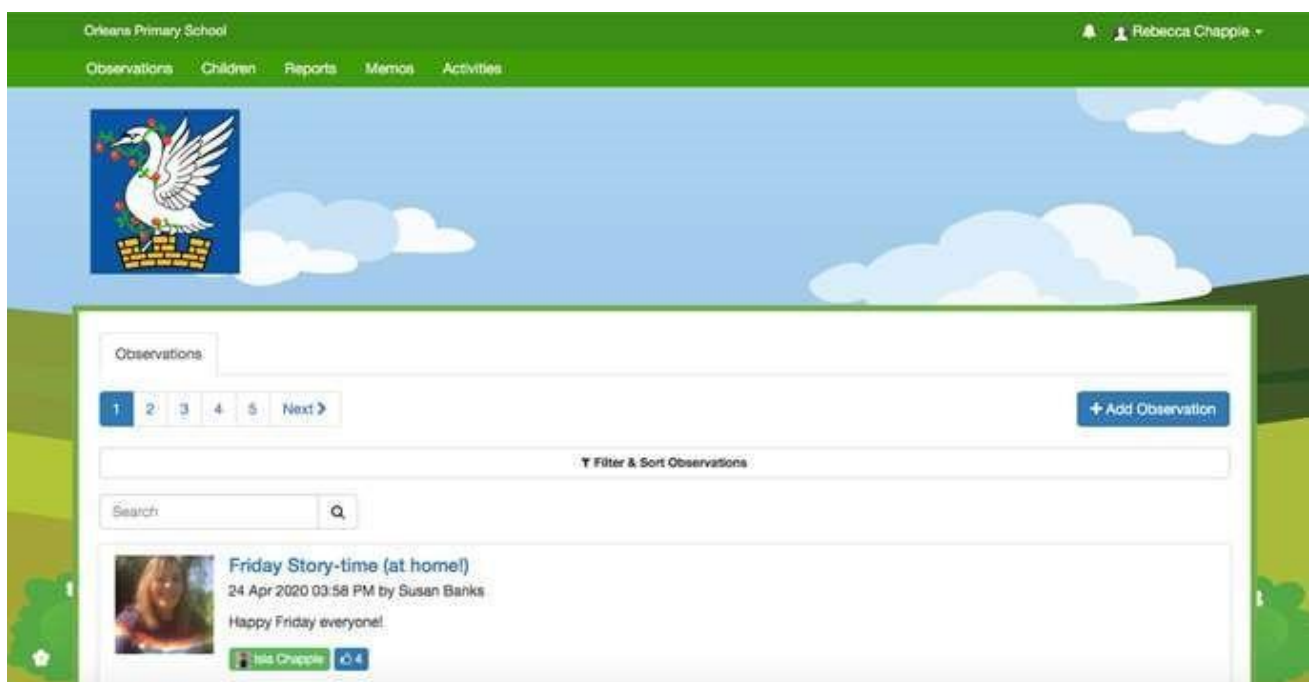 Orleans Primary School
Rebecca Chapple
Observations Children Reports Memos Activities
Observations
1 2 3 4 5 Next
+ Add Observation
Filter & Sort Observations
Search
Friday Story-time (at home!)
24 Apr 2020 03:58 PM by Susan Banks
Happy Friday everyone!
Isla Chapple 4